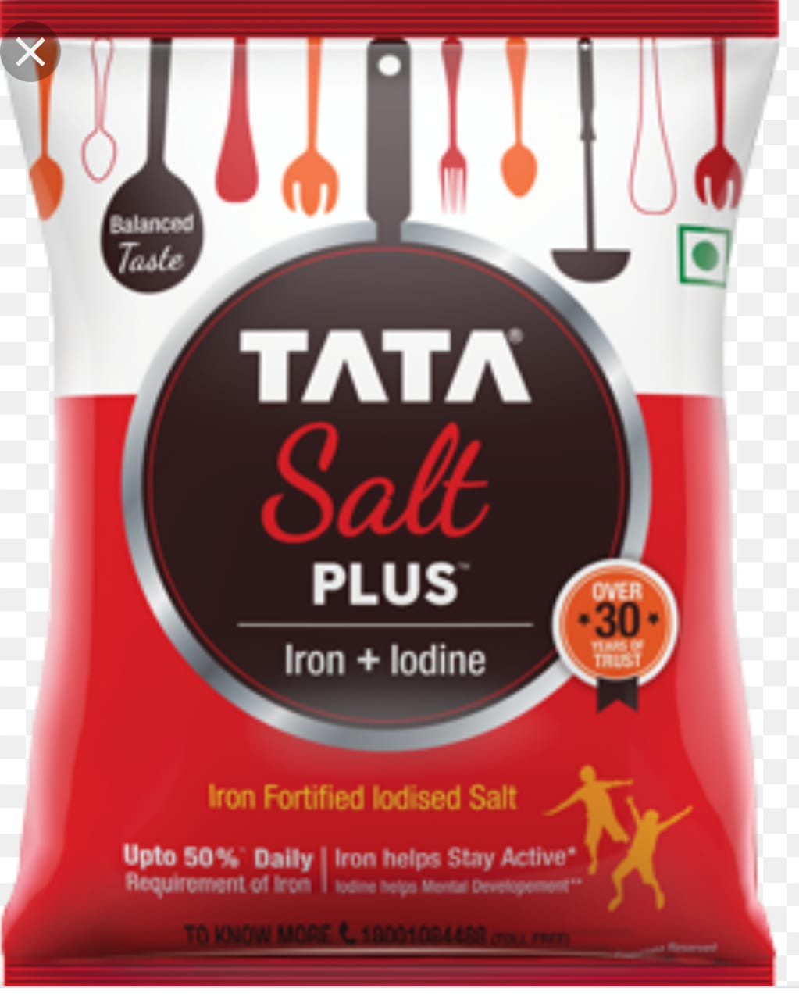 Balanced
Taste
TATA®
Salt
PLUS™
Iron + Iodine
OVER
30
YEARS OF
TRUST
Iron Fortified Iodised Salt
Upto 50%~ Daily
Requirement of Iron
Iron helps Stay Active*
Iodine helps Mental Developement**
TO KNOW MORE 18001084488 (TOLL FREE)
Reserved